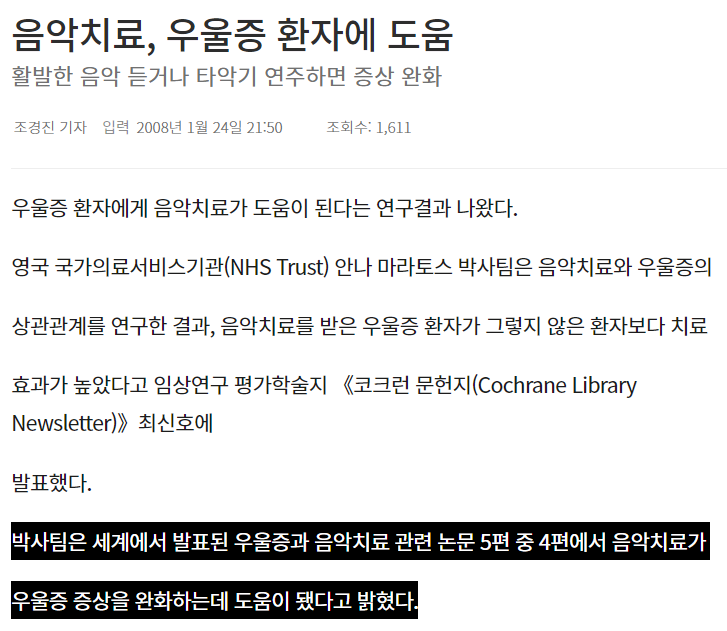 음악치료, 우울증 환자에 도움
활발한 음악 듣거나 타악기 연주하면 증상 완화
조경진 기자 입력 2008년 1월 24일 21:50 조회수: 1,611
우울증 환자에게 음악치료가 도움이 된다는 연구결과 나왔다.
영국 국가의료서비스기관(NHS Trust) 안나 마라토스 박사팀은 음악치료와 우울증의
상관관계를 연구한 결과, 음악치료를 받은 우울증 환자가 그렇지 않은 환자보다 치료
효과가 높았다고 임상연구 평가학술지 《코크런 문헌지(Cochrane Library
Newsletter)》최신호에
발표했다.
박사팀은 세계에서 발표된 우울증과 음악치료 관련 논문 5편 중 4편에서 음악치료가
우울증 증상을 완화하는데 도움이 됐다고 밝혔다.